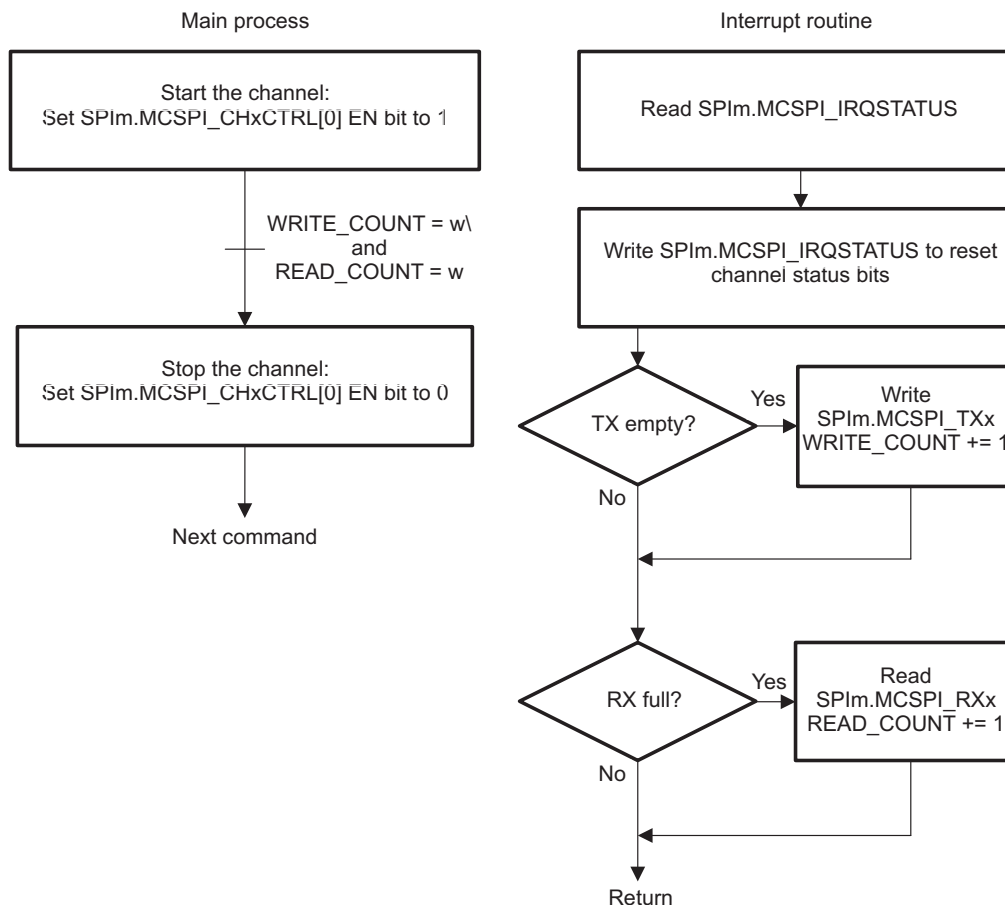 Main process
Start the channel:
Set SPIm.MCSPI_CHxCTRL[0] EN bit to 1
WRITE_COUNT = w\
and
READ_COUNT = w
Stop the channel:
Set SPIm.MCSPI_CHxCTRL[0] EN bit to 0
Next command
Interrupt routine
Read SPIm.MCSPI_IRQSTATUS
Write SPIm.MCSPI_IRQSTATUS to reset
channel status bits
TX empty?
Yes
Write
SPIm.MCSPI_TXx
WRITE_COUNT += 1
No
RX full?
Yes
Read
SPIm.MCSPI_RXx
READ_COUNT += 1
No
Return